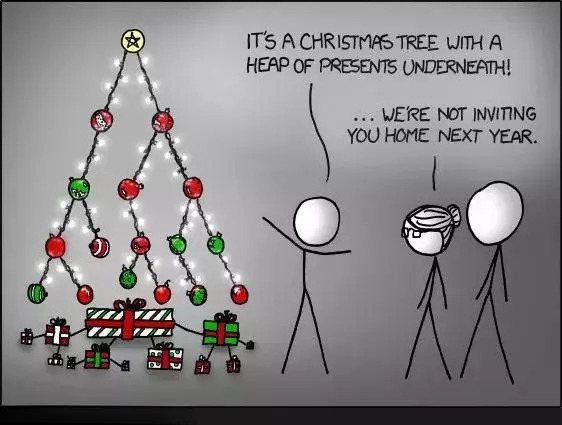 IT'S A CHRISTMAS TREE WITH A
HEAP OF PRESENTS UNDERNEATH!
... WE'RE NOT INVITING
YOU HOME NEXT YEAR.